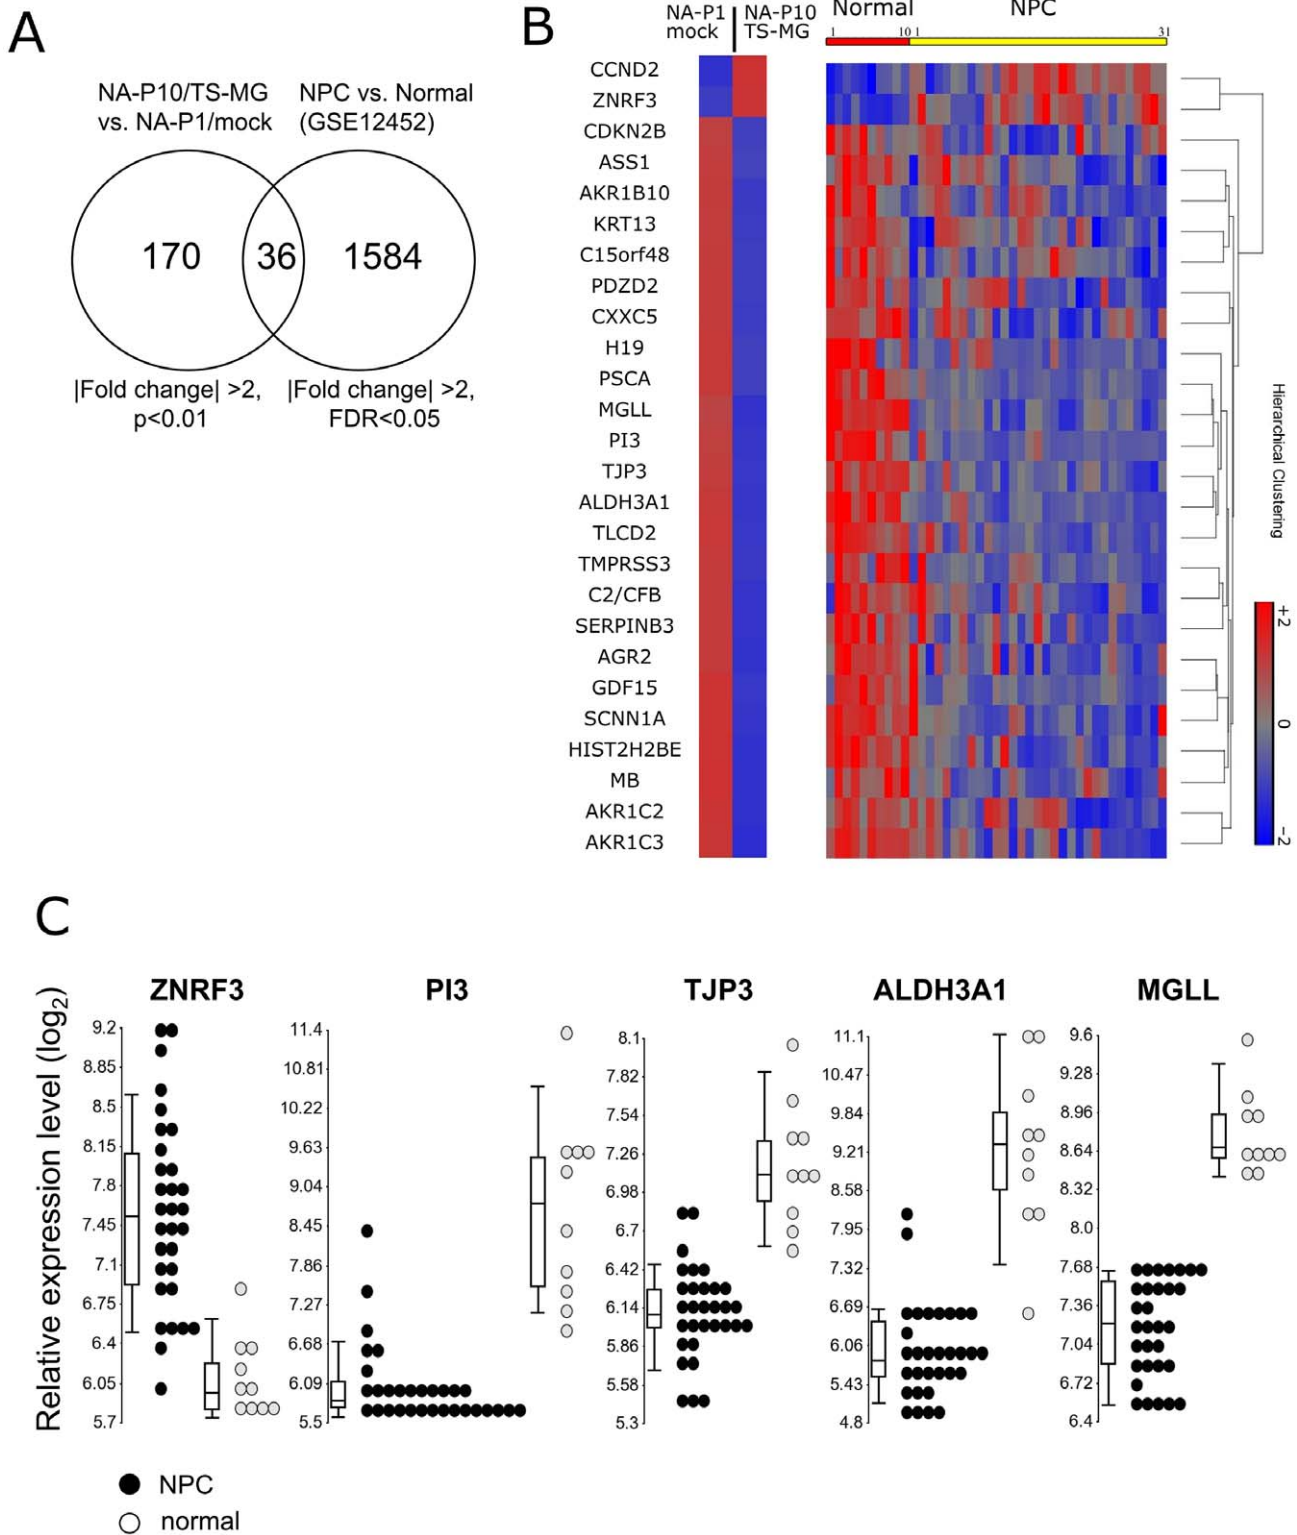 A
NA-P10/TS-MG
vs. NA-P1/mock
NPC vs. Normal
(GSE12452)
170
36
1584
|Fold change| >2,
p<0.01
|Fold change| >2,
FDR<0.05
B
NA-P1
mock
NA-P10
TS-MG
Normal
NPC
1
10
1
31
CCND2
ZNRF3
CDKN2B
ASS1
AKR1B10
KRT13
C15orf48
PDZD2
CXXC5
H19
PSCA
MGLL
PI3
TJP3
ALDH3A1
TLCD2
TMPRSS3
C2/CFB
SERPINB3
AGR2
GDF15
SCNN1A
HIST2H2BE
MB
AKR1C2
AKR1C3
Hierarchical Clustering
+2
0
−2
C
Relative expression level (log2)
ZNRF3
9.2
8.85
8.5
8.15
7.8
7.45
7.1
6.75
6.4
6.05
5.7
PI3
11.4
10.81
10.22
9.63
9.04
8.45
7.86
7.27
6.68
6.09
5.5
TJP3
8.1
7.82
7.54
7.26
6.98
6.7
6.42
6.14
5.86
5.58
5.3
ALDH3A1
11.1
10.47
9.84
9.21
8.58
7.95
7.32
6.69
6.06
5.43
4.8
MGLL
9.6
9.28
8.96
8.64
8.32
8.0
7.68
7.36
7.04
6.72
6.4
NPC
normal